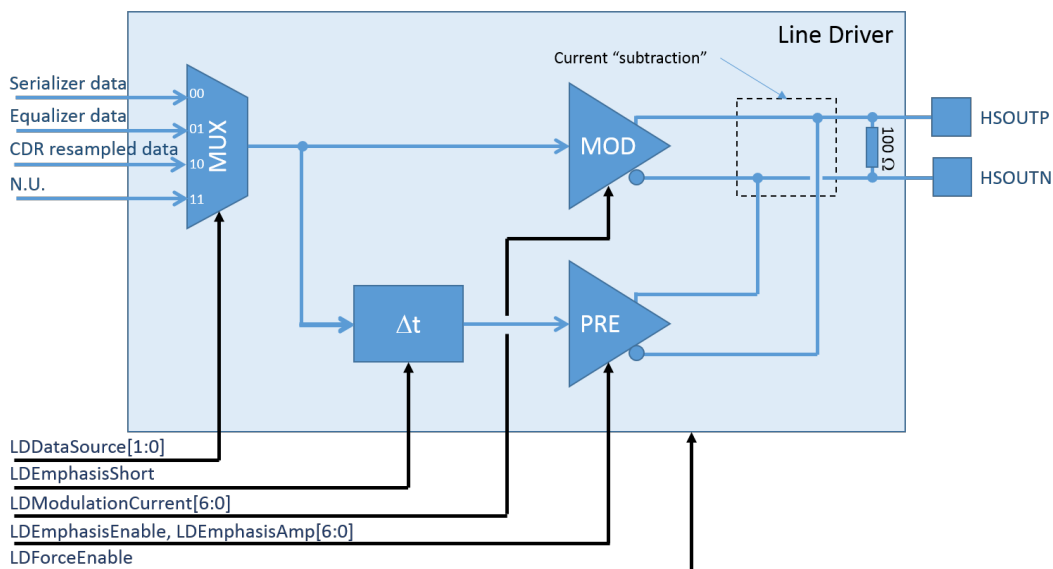 Line Driver
Current “subtraction”
Serializer data
00
Equalizer data
01
CDR resampled data
10
N.U.
11
MUX
MOD
HSOUTP
100 Ω
HSOUTN
Δt
PRE
LDDataSource[1:0]
LDEmphasisShort
LDModulationCurrent[6:0]
LDEmphasisEnable, LDEmphasisAmp[6:0]
LDForceEnable